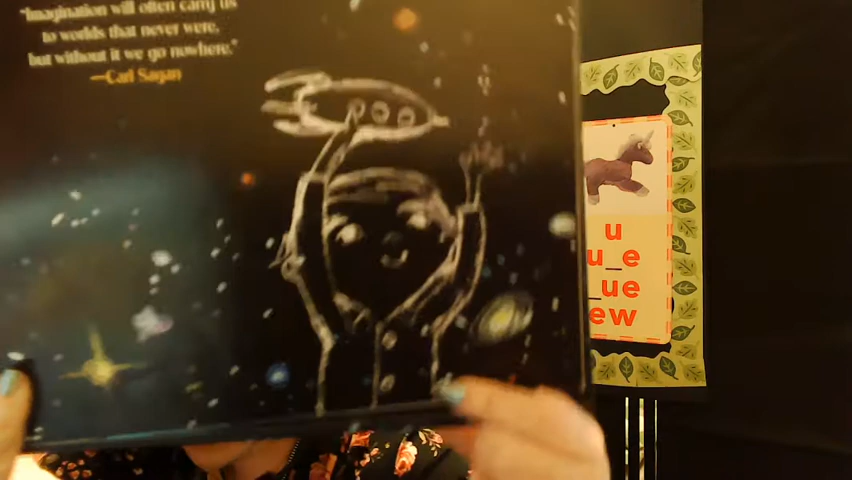 "Imagination will often carry us
to worlds that never were,
but without it we go nowhere."
—Carl Sagan
u
u_e
_ue
ew